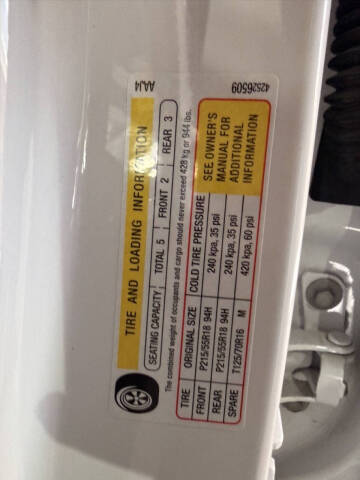 AAJ4
42S26509
TIRE AND LOADING INFORMATION
SEATING CAPACITY TOTAL 5 FRONT 2 REAR 3
The combined weight of occupants and cargo should never exceed 428 kg or 944 lbs.
TIRE ORIGINAL SIZE COLD TIRE PRESSURE
FRONT P215/55R18 94H 240 kpa, 35 psi
REAR P215/55R18 94H 240 kpa, 35 psi
SPARE T125/70R16 M 420 kpa, 60 psi
SEE OWNER'S
MANUAL FOR
ADDITIONAL
INFORMATION